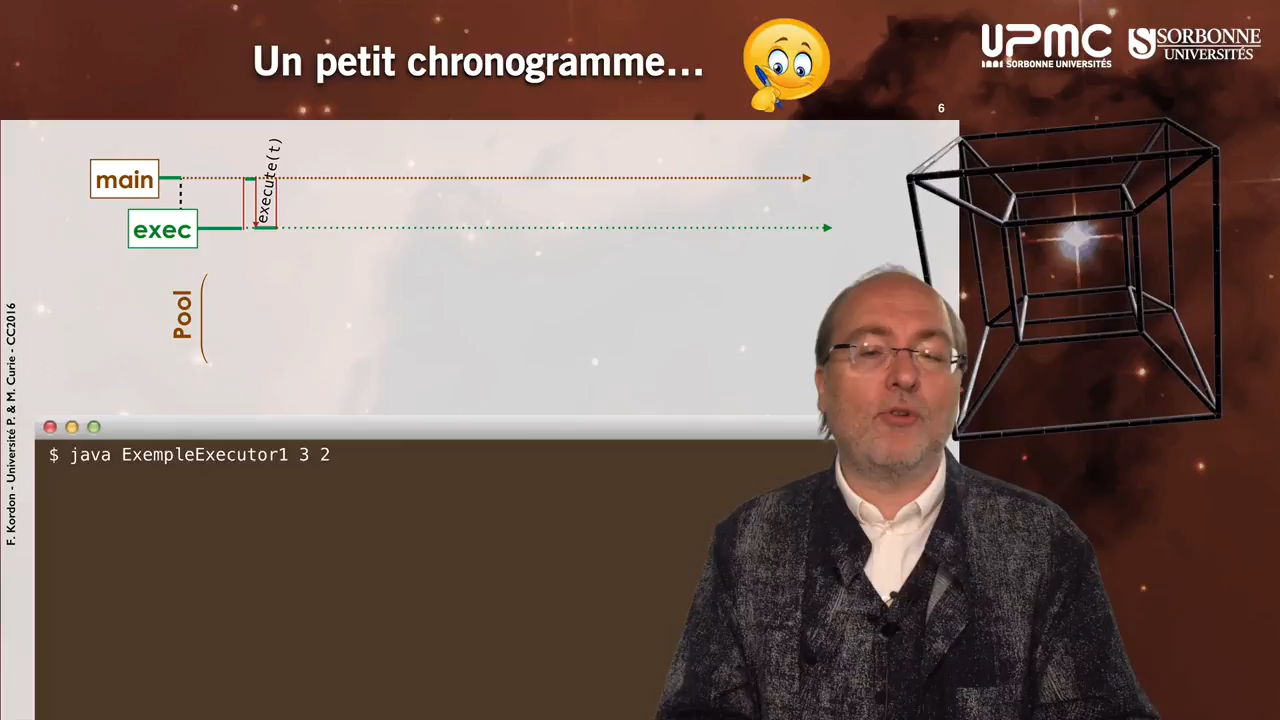 Un petit chronogramme...
UPMC
SORBONNE UNIVERSITÉS
SORBONNE
UNIVERSITÉS
6
main
execute(t)
exec
Pool
F. Kordon - Université P. & M. Curie - CC2016
$ java ExempleExecutor1 3 2